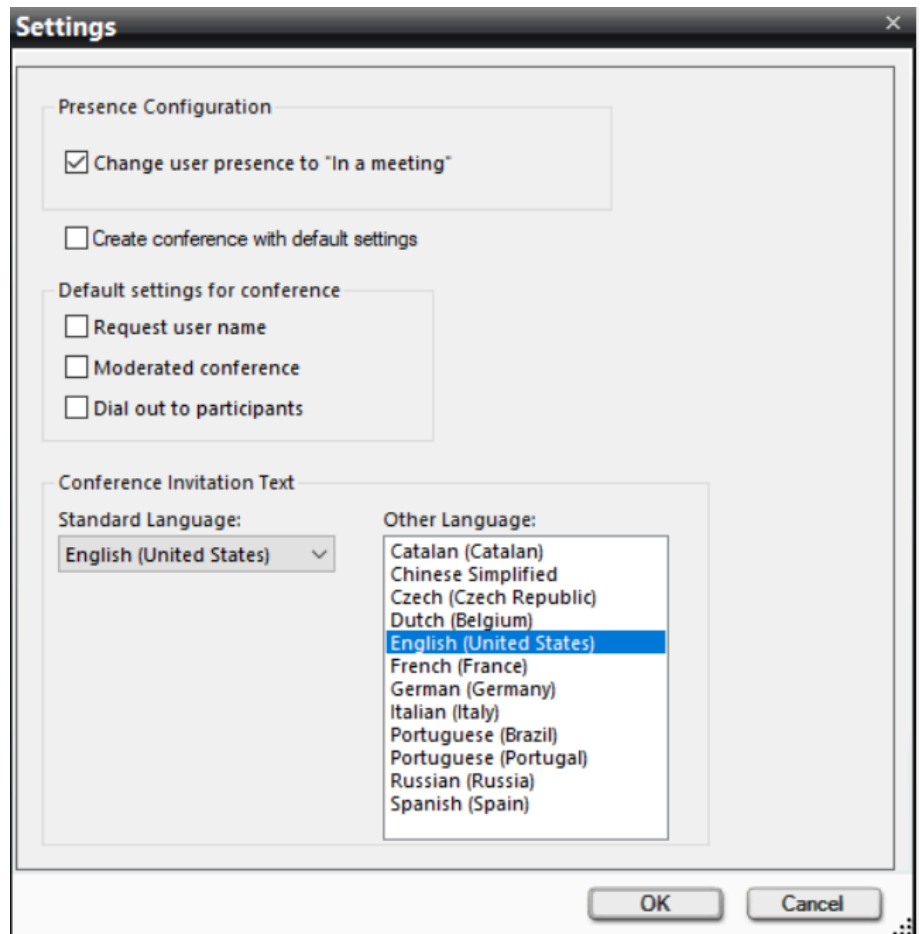 Settings
Presence Configuration
Change user presence to "In a meeting"
Create conference with default settings
Default settings for conference
Request user name
Moderated conference
Dial out to participants
Conference Invitation Text
Standard Language:
English (United States)
Other Language:
Catalan (Catalan)
Chinese Simplified
Czech (Czech Republic)
Dutch (Belgium)
English (United States)
French (France)
German (Germany)
Italian (Italy)
Portuguese (Brazil)
Portuguese (Portugal)
Russian (Russia)
Spanish (Spain)
OK
Cancel